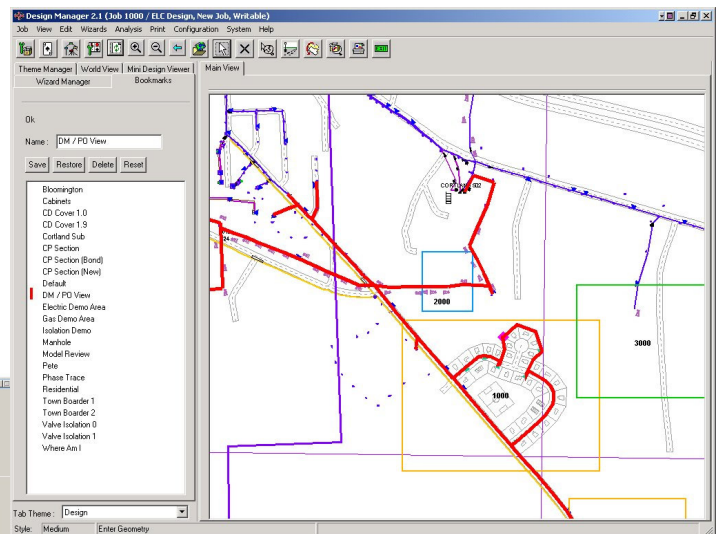 Design Manager 2.1 (Job 1000 / ELC Design, New Job, Writable)
Job View Edit Wizards Analysis Print Configuration System Help
Theme Manager World View Mini Design Viewer
Wizard Manager Bookmarks
Main View
Ok
Name : DM / PO View
Save Restore Delete Reset
Bloomington
Cabinets
CD Cover 1.0
CD Cover 1.9
Cortland Sub
CP Section
CP Section (Bond)
CP Section (New)
Default
DM / PO View
Electric Demo Area
Gas Demo Area
Isolation Demo
Manhole
Model Review
Pete
Phase Trace
Residential
Town Boarder 1
Town Boarder 2
Valve Isolation 0
Valve Isolation 1
Where Am I
24
2000
3000
1000
Tab Theme : Design
Style: Medium Enter Geometry